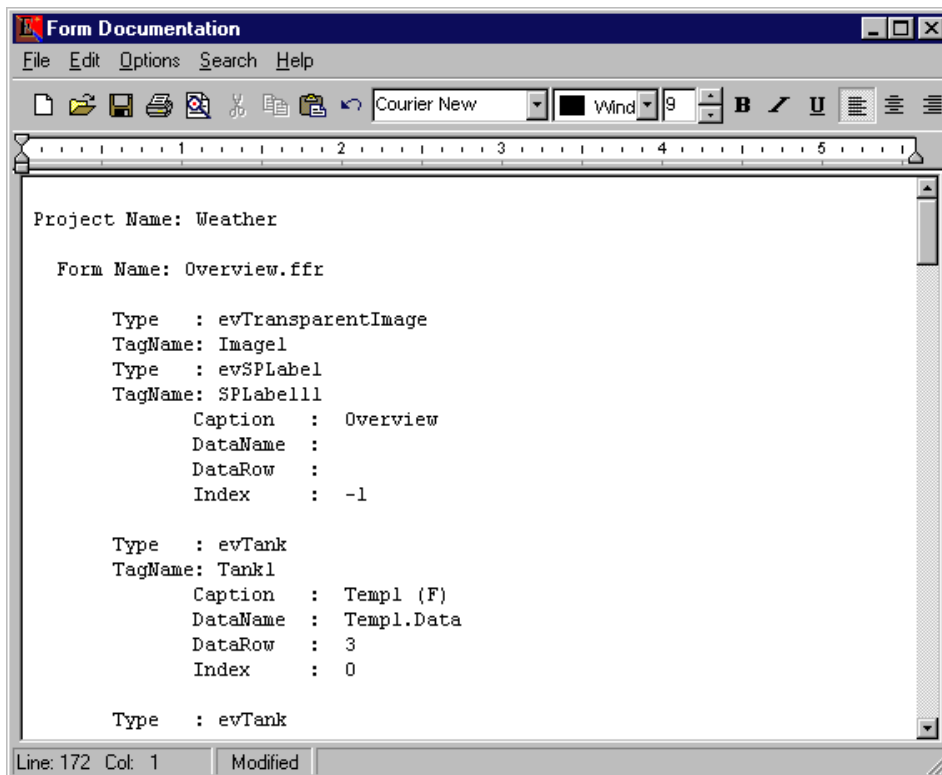 Form Documentation
File Edit Options Search Help
Courier New Wind 9 B I U
1 2 3 4 5
Project Name: Weather
Form Name: Overview.ffr
Type : evTransparentImage
TagName: Image1
Type : evSPLabel
TagName: SPLabel11
Caption : Overview
DataName :
DataRow :
Index : -1
Type : evTank
TagName: Tank1
Caption : Temp1 (F)
DataName : Temp1.Data
DataRow : 3
Index : 0
Type : evTank
Line: 172 Col: 1 Modified